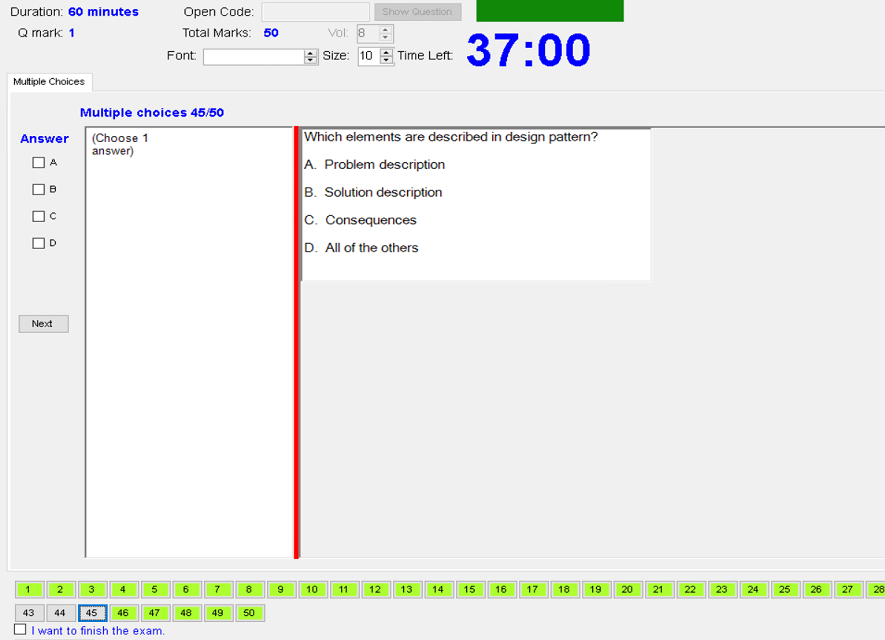 Duration: 60 minutes Open Code: Show Question
Q mark: 1 Total Marks: 50 Vol: 8
Font: Size: 10 Time Left: 37:00
Multiple Choices
Multiple choices 45/50
Answer
A
B
C
D
Next
(Choose 1
answer)
Which elements are described in design pattern?
A. Problem description
B. Solution description
C. Consequences
D. All of the others
1 2 3 4 5 6 7 8 9 10 11 12 13 14 15 16 17 18 19 20 21 22 23 24 25 26 27 28
43 44 45 46 47 48 49 50
I want to finish the exam.